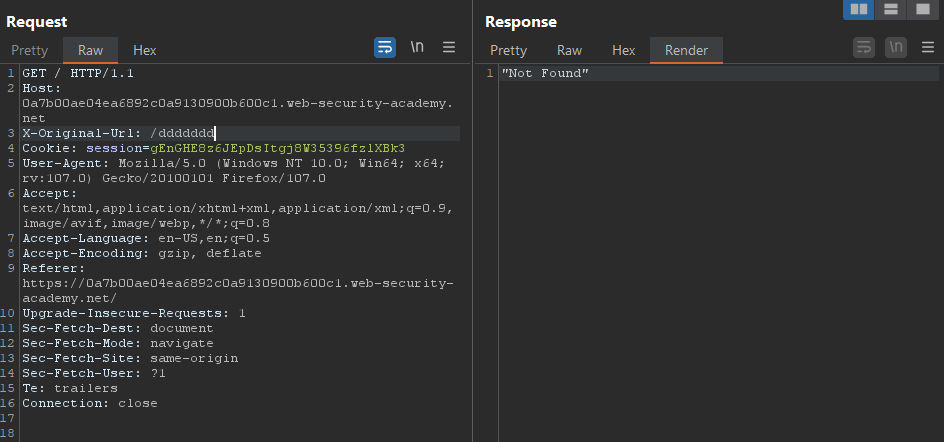 Request
Pretty Raw Hex \n
1 GET / HTTP/1.1
2 Host:
0a7b00ae04ea6892c0a9130900b600c1.web-security-academy.
net
3 X-Original-Url: /ddddddd
4 Cookie: session=gEnGHE8z6JEpDsItgj8W35396fzlXBk3
5 User-Agent: Mozilla/5.0 (Windows NT 10.0; Win64; x64;
rv:107.0) Gecko/20100101 Firefox/107.0
6 Accept:
text/html,application/xhtml+xml,application/xml;q=0.9,
image/avif,image/webp,*/*;q=0.8
7 Accept-Language: en-US,en;q=0.5
8 Accept-Encoding: gzip, deflate
9 Referer:
https://0a7b00ae04ea6892c0a9130900b600c1.web-security-
academy.net/
10 Upgrade-Insecure-Requests: 1
11 Sec-Fetch-Dest: document
12 Sec-Fetch-Mode: navigate
13 Sec-Fetch-Site: same-origin
14 Sec-Fetch-User: ?1
15 Te: trailers
16 Connection: close
17
18
Response
Pretty Raw Hex Render \n
1 "Not Found"